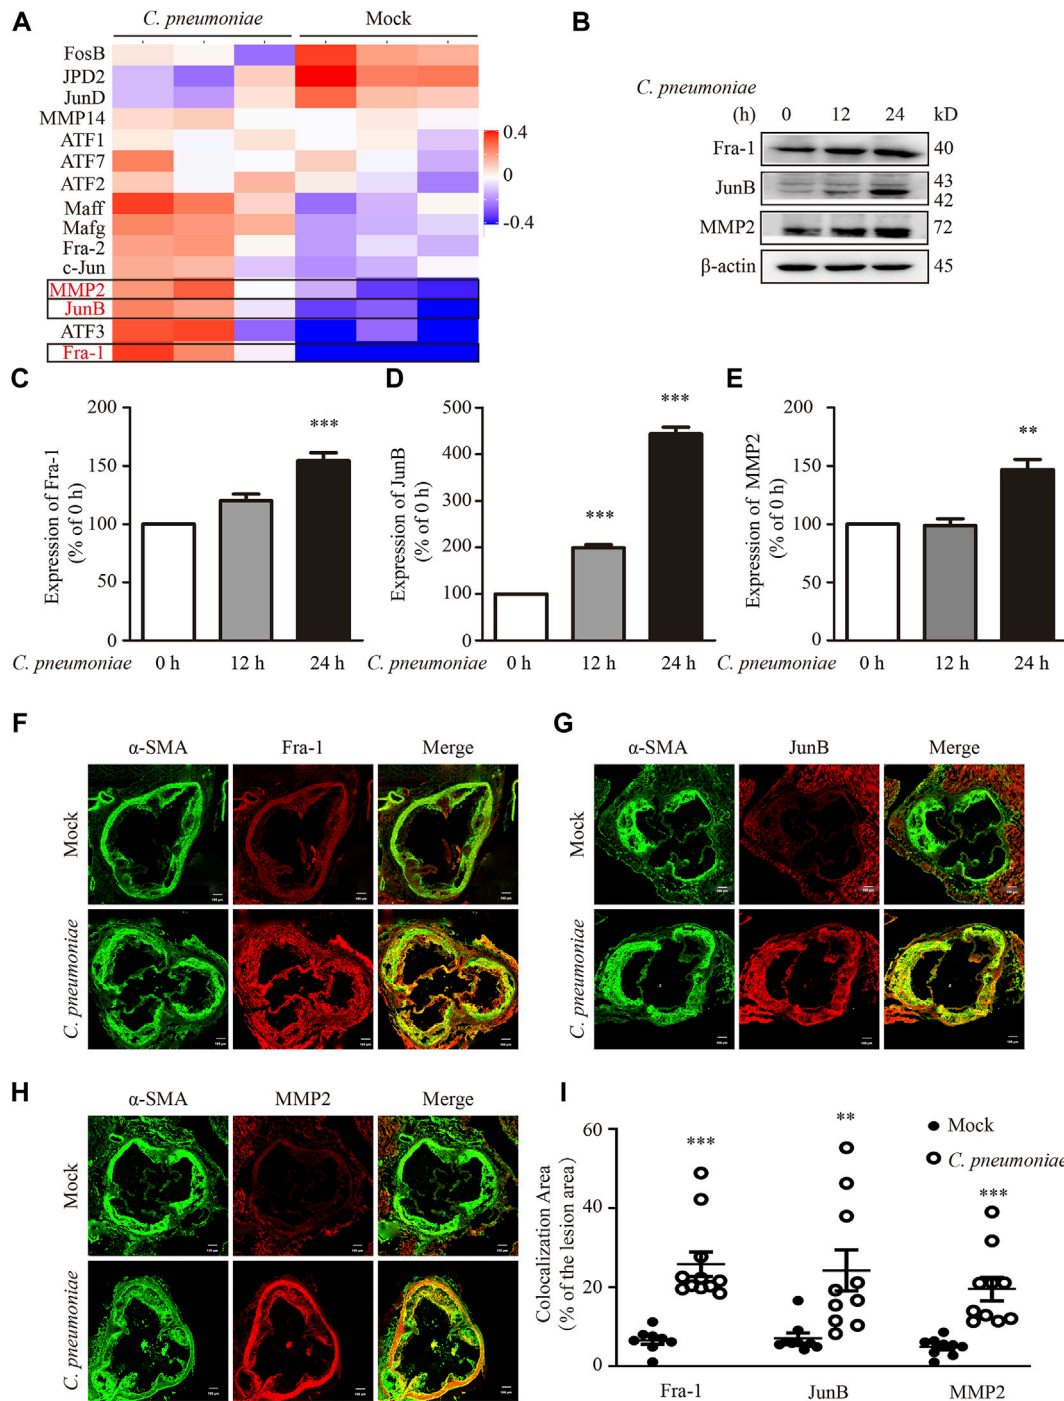 A
C. pneumoniae Mock
FosB
JPD2
JunD
MMP14
ATF1
ATF7
ATF2
Maff
Mafg
Fra-2
c-Jun
MMP2
JunB
ATF3
Fra-1
0.4
0
-0.4
B
C. pneumoniae
(h) 0 12 24 kD
Fra-1 40
JunB 43
42
MMP2 72
β-actin 45
C
Expression of Fra-1
(% of 0 h)
200
150
100
50
0
***
C. pneumoniae 0 h 12 h 24 h
D
Expression of JunB
(% of 0 h)
500
400
300
200
100
0
***
***
C. pneumoniae 0 h 12 h 24 h
E
Expression of MMP2
(% of 0 h)
200
150
100
50
0
**
C. pneumoniae 0 h 12 h 24 h
F
α-SMA Fra-1 Merge
Mock
C. pneumoniae
G
α-SMA JunB Merge
Mock
C. pneumoniae
H
α-SMA MMP2 Merge
Mock
C. pneumoniae
I
Colocalization Area
(% of the lesion area)
60
40
20
0
***
**
***
Mock
C. pneumoniae
Fra-1 JunB MMP2